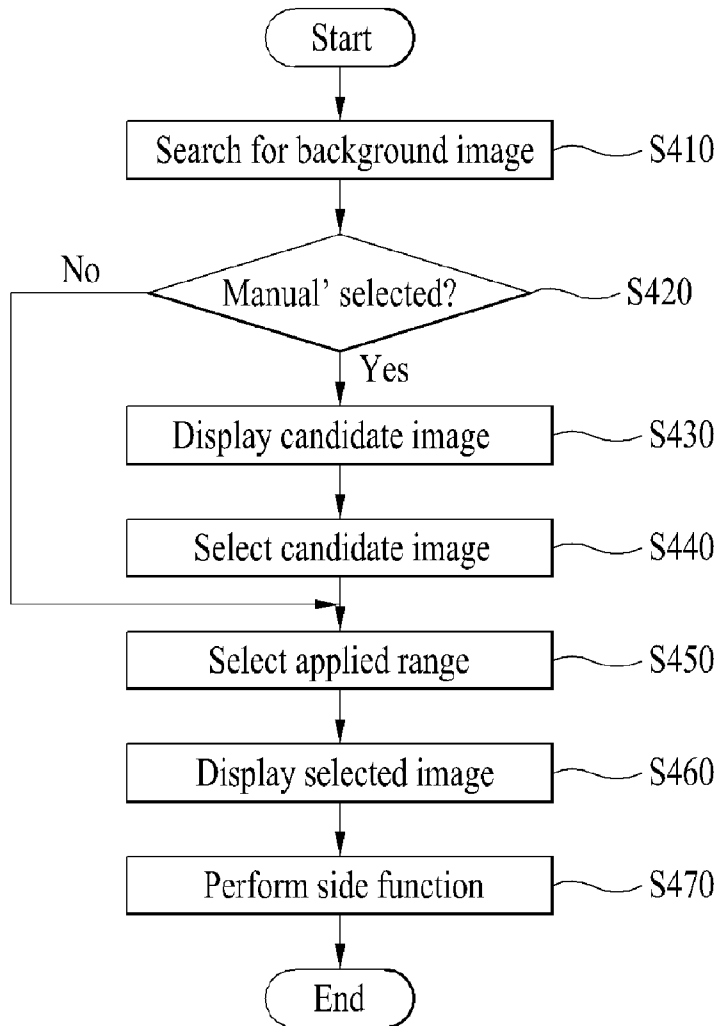 Start
Search for background image
S410
No
Manual’ selected?
S420
Yes
Display candidate image
S430
Select candidate image
S440
Select applied range
S450
Display selected image
S460
Perform side function
S470
End